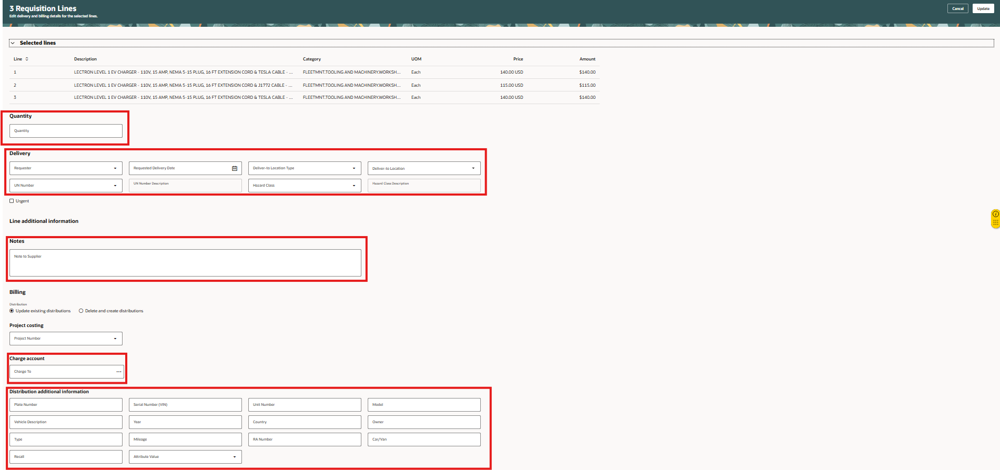 3 Requisition Lines
Edit delivery and billing details for the selected lines.
Cancel Update
Selected lines
Line Description Category UOM Price Amount
1 LECTRON LEVEL 1 EV CHARGER - 110V, 15 AMP, NEMA 5-15 PLUG, 16 FT EXTENSION CORD & TESLA CABLE - ... FLEETMNT.TOOLING AND MACHINERY.WORKSH... Each 140.00 USD $140.00
2 LECTRON LEVEL 1 EV CHARGER - 110V, 15 AMP, NEMA 5-15 PLUG, 16 FT EXTENSION CORD & J1772 CABLE - ... FLEETMNT.TOOLING AND MACHINERY.WORKSH... Each 115.00 USD $115.00
3 LECTRON LEVEL 1 EV CHARGER - 110V, 15 AMP, NEMA 5-15 PLUG, 16 FT EXTENSION CORD & TESLA CABLE - ... FLEETMNT.TOOLING AND MACHINERY.WORKSH... Each 140.00 USD $140.00
Quantity
Quantity
Delivery
Requester Requested Delivery Date Deliver-to Location Type Deliver-to Location
UN Number UN Number Description Hazard Class Hazard Class Description
Urgent
Line additional information
Notes
Note to Supplier
Billing
Distribution
Update existing distributions Delete and create distributions
Project costing
Project Number
Charge account
Charge To ...
Distribution additional information
Plate Number Serial Number (VIN) Unit Number Model
Vehicle Description Year Country Owner
Type Mileage RA Number Car/Van
Recall Attribute Value